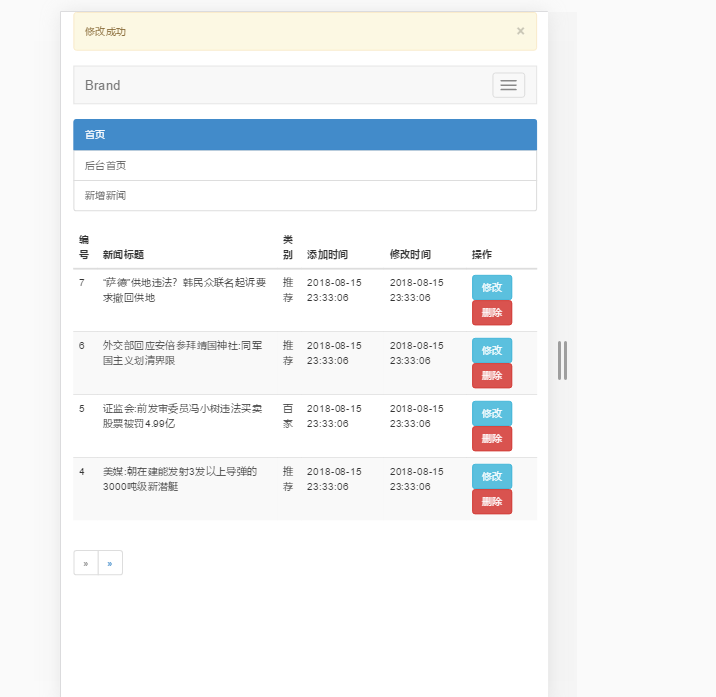 修改成功 ×
Brand
首页
后台首页
新增新闻
编号 新闻标题 类别 添加时间 修改时间 操作
7 "萨德"供地违法？韩民众联名起诉要 推 2018-08-15 2018-08-15 修改
求撤回供地 荐 23:33:06 23:33:06 删除
6 外交部回应安倍参拜靖国神社:同军 推 2018-08-15 2018-08-15 修改
国主义划清界限 荐 23:33:06 23:33:06 删除
5 证监会:前发审委员冯小树违法买卖 百 2018-08-15 2018-08-15 修改
股票被罚4.99亿 家 23:33:06 23:33:06 删除
4 美媒:朝在建能发射3发以上导弹的 推 2018-08-15 2018-08-15 修改
3000吨级新潜艇 荐 23:33:06 23:33:06 删除
» »